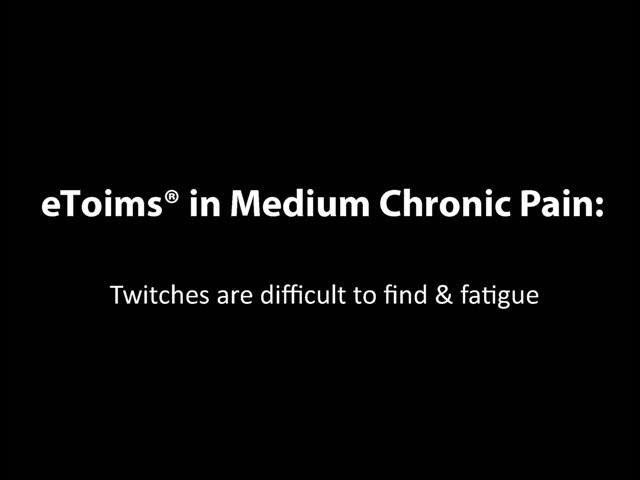 eToims® in Medium Chronic Pain:
Twitches are difficult to find & fatigue